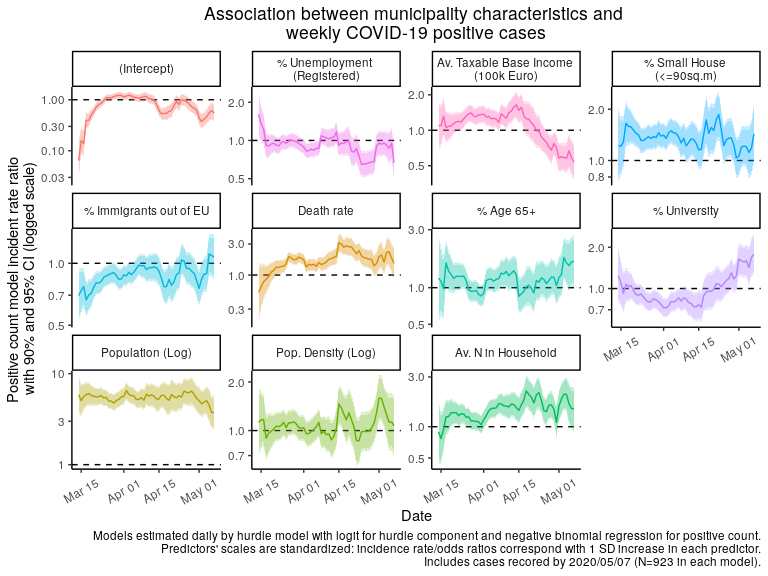 Association between municipality characteristics and
weekly COVID-19 positive cases
Positive count model incident rate ratio
with 90% and 95% CI (logged scale)
(Intercept)
1.00
0.30
0.10
0.03
% Unemployment
(Registered)
2.0
1.0
0.5
Av. Taxable Base Income
(100k Euro)
2.0
1.0
0.5
% Small House
(<=90sq.m)
2.0
1.0
0.8
% Immigrants out of EU
1.0
0.7
0.5
Death rate
3.0
1.0
0.3
% Age 65+
3.0
1.0
0.5
% University
2.0
1.0
0.7
Mar 15
Apr 01
Apr 15
May 01
Population (Log)
10
3
1
Mar 15
Apr 01
Apr 15
May 01
Pop. Density (Log)
2.0
1.0
0.7
Mar 15
Apr 01
Apr 15
May 01
Av. N in Household
3.0
1.0
0.5
Mar 15
Apr 01
Apr 15
May 01
Date
Models estimated daily by hurdle model with logit for hurdle component and negative binomial regression for positive count.
Predictors' scales are standardized: incidence rate/odds ratios correspond with 1 SD increase in each predictor.
Includes cases recored by 2020/05/07 (N=923 in each model).